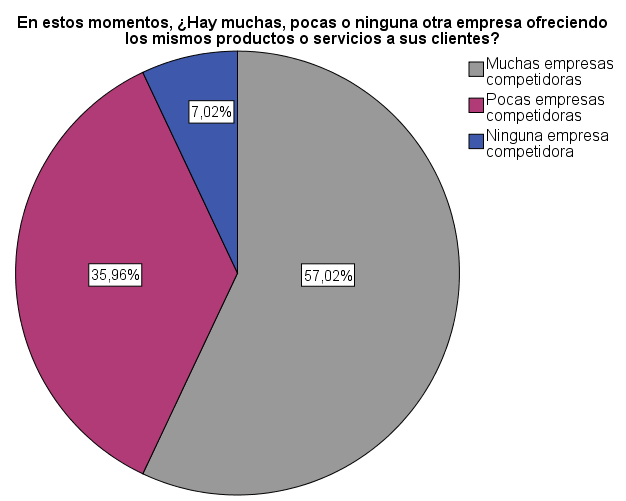 En estos momentos, ¿Hay muchas, pocas o ninguna otra empresa ofreciendo
los mismos productos o servicios a sus clientes?
Muchas empresas
competidoras
Pocas empresas
competidoras
Ninguna empresa
competidora
7,02%
35,96%
57,02%